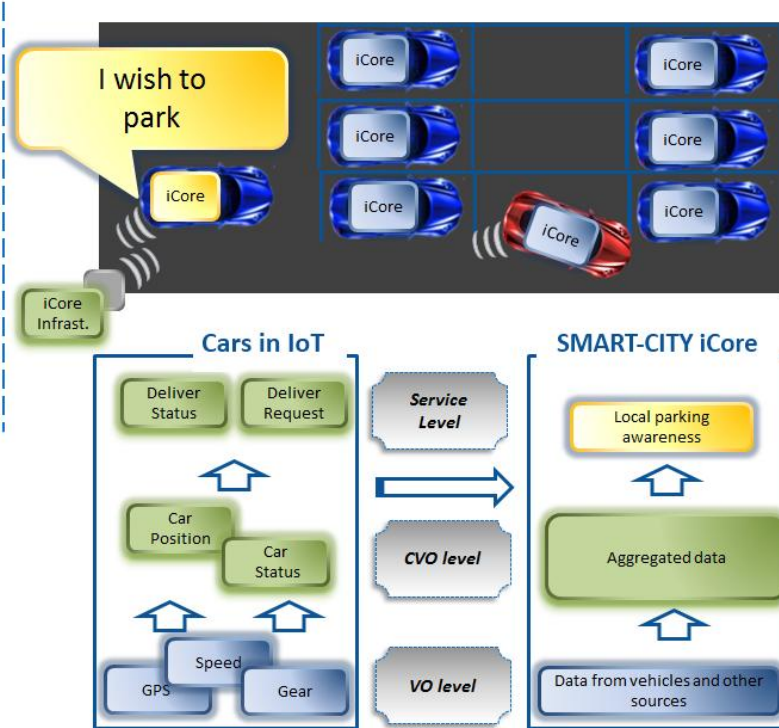 I wish to
park
iCore
iCore
iCore
iCore
iCore
iCore
iCore
iCore
iCore
Infrast.
Cars in IoT
SMART-CITY iCore
Deliver
Status
Deliver
Request
Service
Level
Local parking
awareness
Car
Position
Car
Status
CVO level
Aggregated data
GPS
Speed
Gear
VO level
Data from vehicles and other
sources